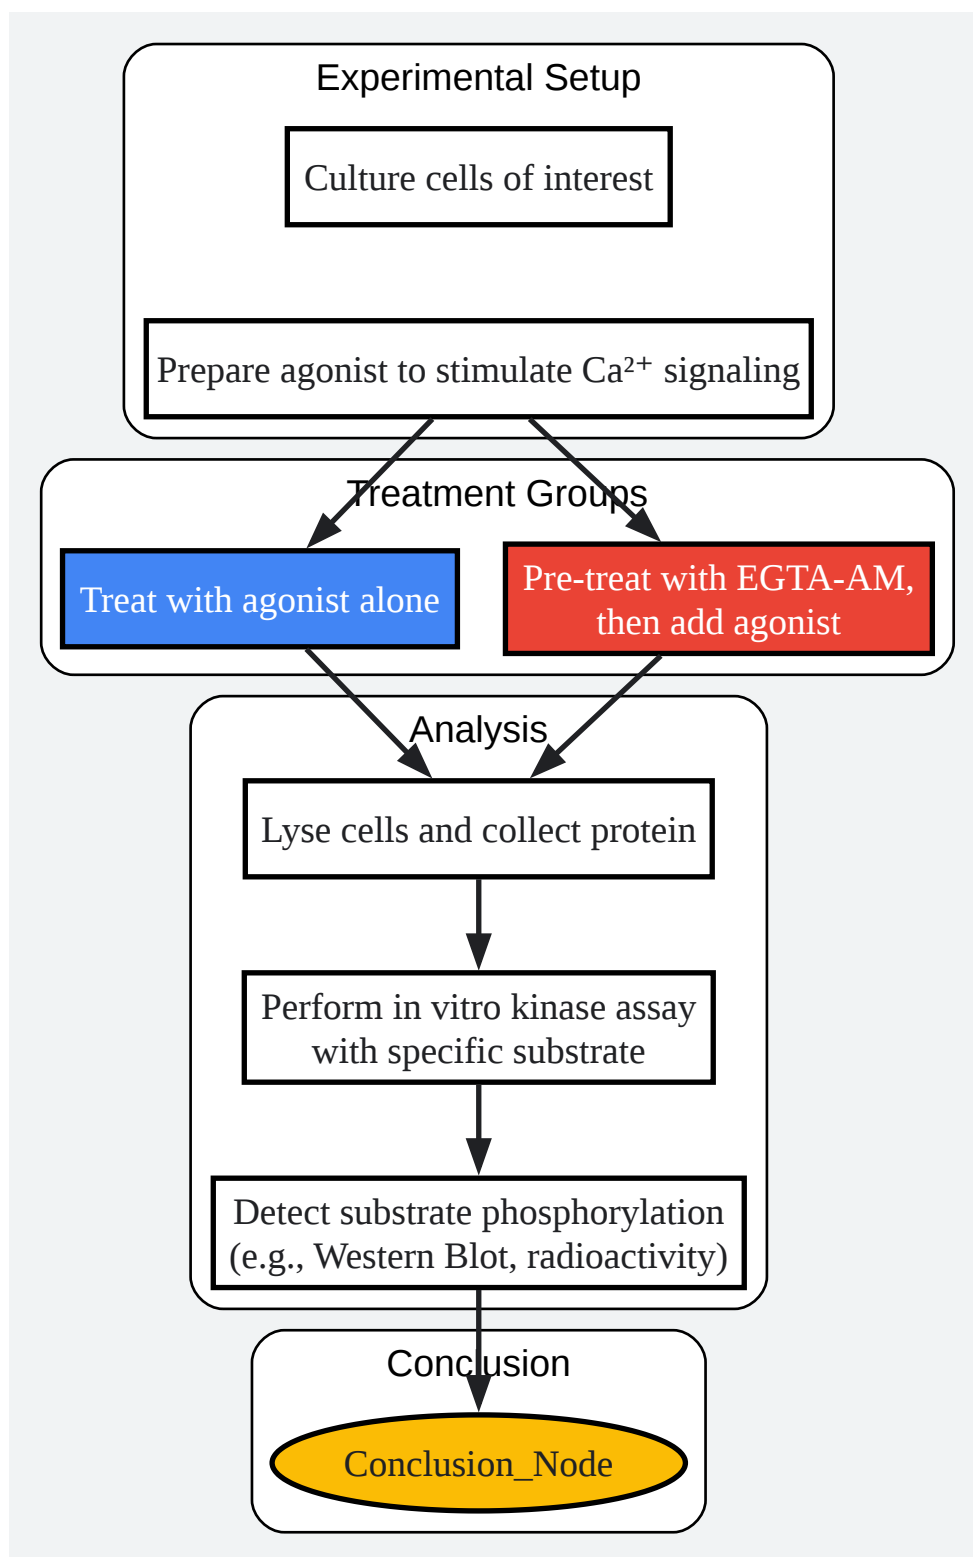 Experimental Setup
Culture cells of interest
Prepare agonist to stimulate Ca²⁺ signaling
Treatment Groups
Treat with agonist alone
Pre-treat with EGTA-AM,
then add agonist
Analysis
Lyse cells and collect protein
Perform in vitro kinase assay
with specific substrate
Detect substrate phosphorylation
(e.g., Western Blot, radioactivity)
Conclusion
Conclusion_Node